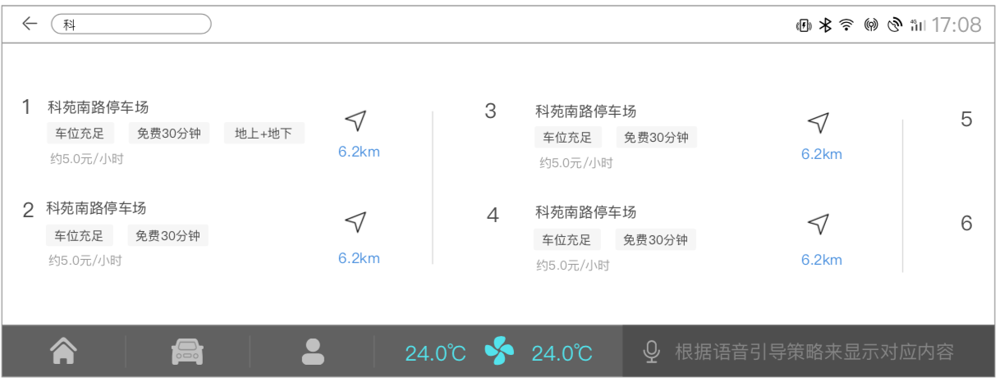 科
4G
17:08
1
科苑南路停车场
车位充足 免费30分钟 地上+地下
约5.0元/小时
6.2km
2
科苑南路停车场
车位充足 免费30分钟
约5.0元/小时
6.2km
3
科苑南路停车场
车位充足 免费30分钟
约5.0元/小时
6.2km
4
科苑南路停车场
车位充足 免费30分钟
约5.0元/小时
6.2km
5
6
24.0℃ 24.0℃
根据语音引导策略来显示对应内容